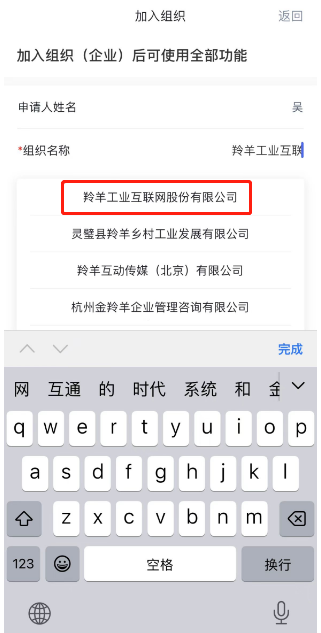 加入组织
返回
加入组织（企业）后可使用全部功能
申请人姓名
吴
*组织名称
羚羊工业互联
羚羊工业互联网股份有限公司
灵璧县羚羊乡村工业发展有限公司
羚羊互动传媒（北京）有限公司
杭州金羚羊企业管理咨询有限公司
完成
网 互通 的 时代 系统 和
q w e r t y u i o p
a s d f g h j k l
z x c v b n m
123 空格 换行